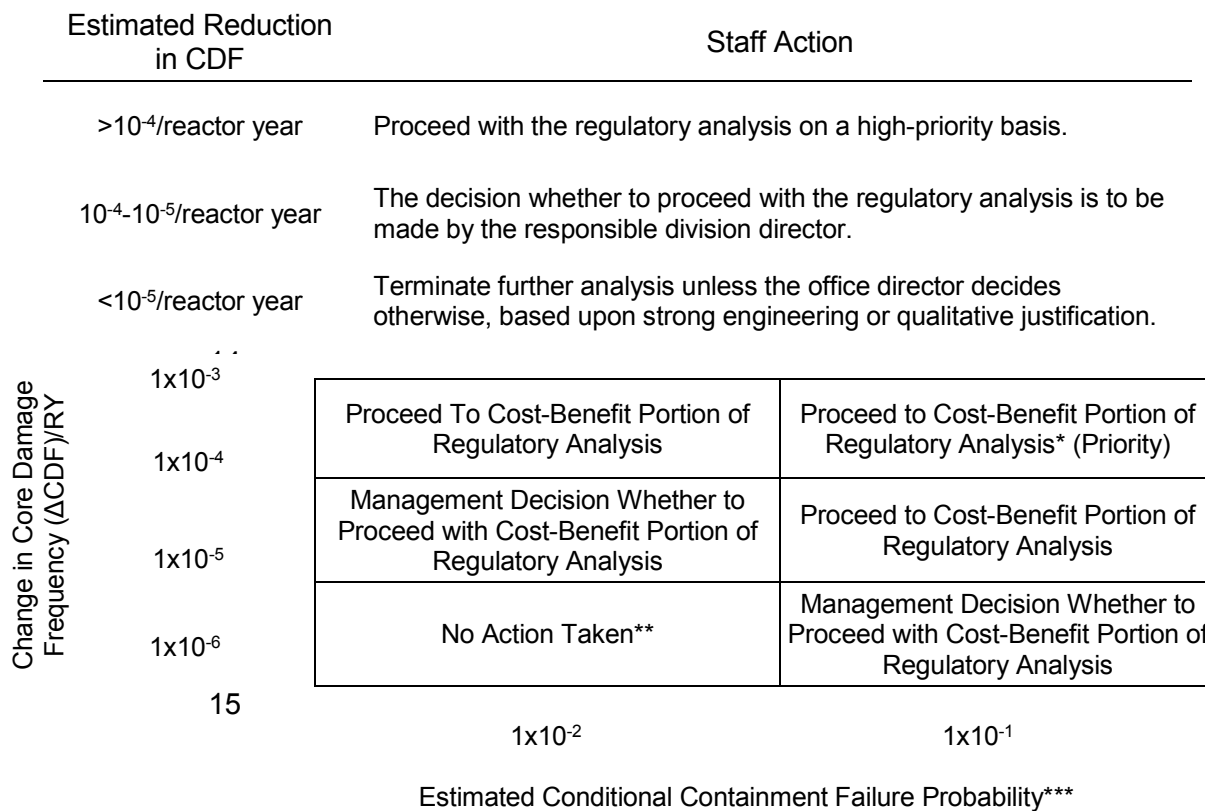 Estimated Reduction
in CDF
Staff Action
>10⁻⁴/reactor year
Proceed with the regulatory analysis on a high-priority basis.
10⁻⁴-10⁻⁵/reactor year
The decision whether to proceed with the regulatory analysis is to be
made by the responsible division director.
<10⁻⁵/reactor year
Terminate further analysis unless the office director decides
otherwise, based upon strong engineering or qualitative justification.
Change in Core Damage
Frequency (ΔCDF)/RY
1x10⁻³
1x10⁻⁴
1x10⁻⁵
1x10⁻⁶
Proceed To Cost-Benefit Portion of
Regulatory Analysis
Proceed to Cost-Benefit Portion of
Regulatory Analysis* (Priority)
Management Decision Whether to
Proceed with Cost-Benefit Portion of
Regulatory Analysis
Proceed to Cost-Benefit Portion of
Regulatory Analysis
No Action Taken**
Management Decision Whether to
Proceed with Cost-Benefit Portion of
Regulatory Analysis
15
1x10⁻²
1x10⁻¹
Estimated Conditional Containment Failure Probability***